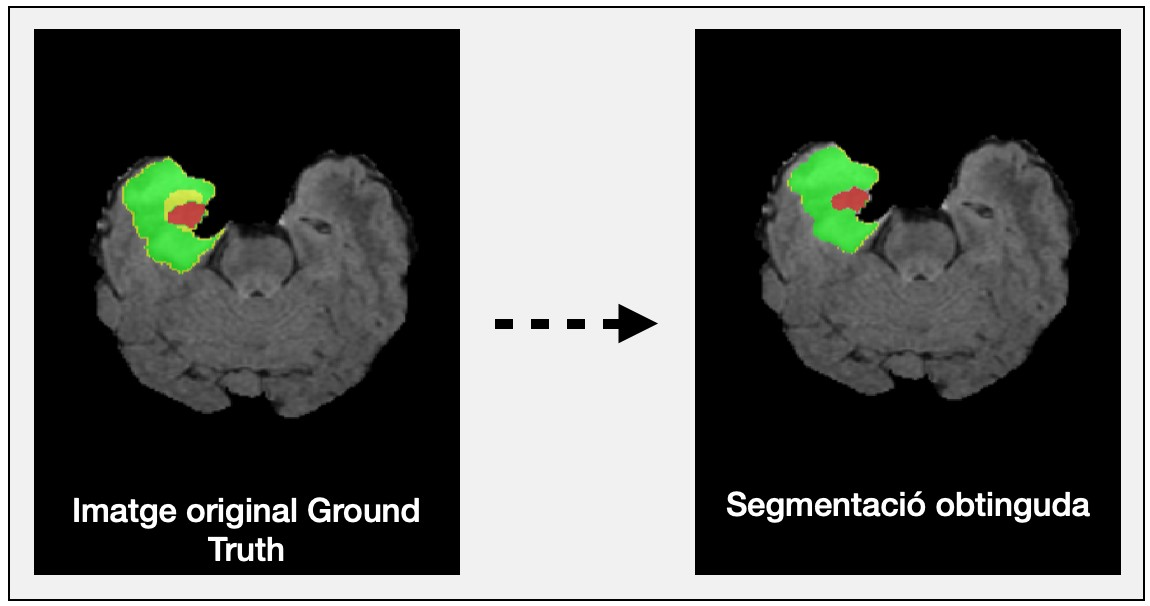 Imatge original Ground
Truth
Segmentació obtinguda